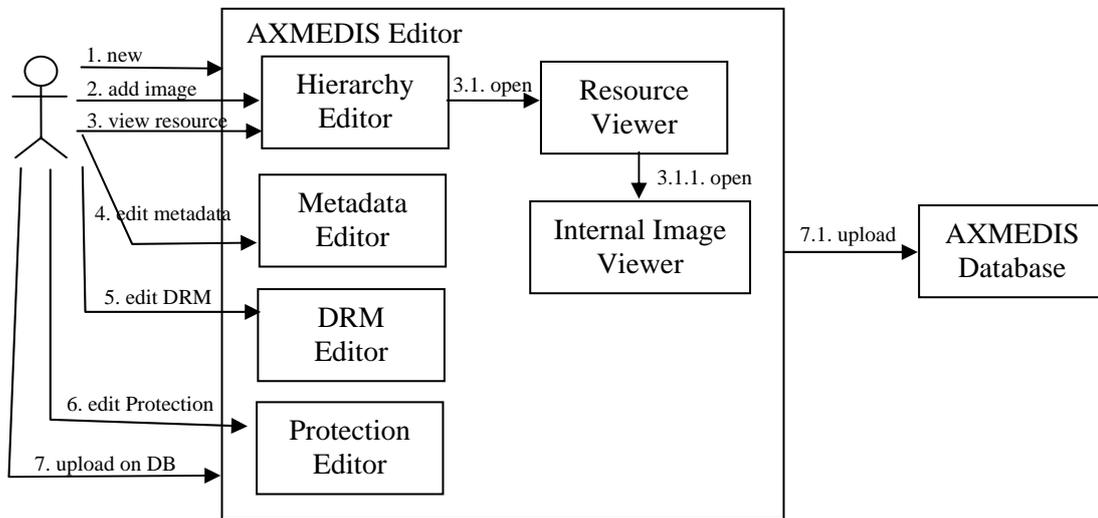 AXMEDIS Editor
1. new
2. add image
3. view resource
Hierarchy
Editor
3.1. open
Resource
Viewer
3.1.1. open
4. edit metadata
Metadata
Editor
Internal Image
Viewer
7.1. upload
AXMEDIS
Database
5. edit DRM
DRM
Editor
6. edit Protection
Protection
Editor
7. upload on DB